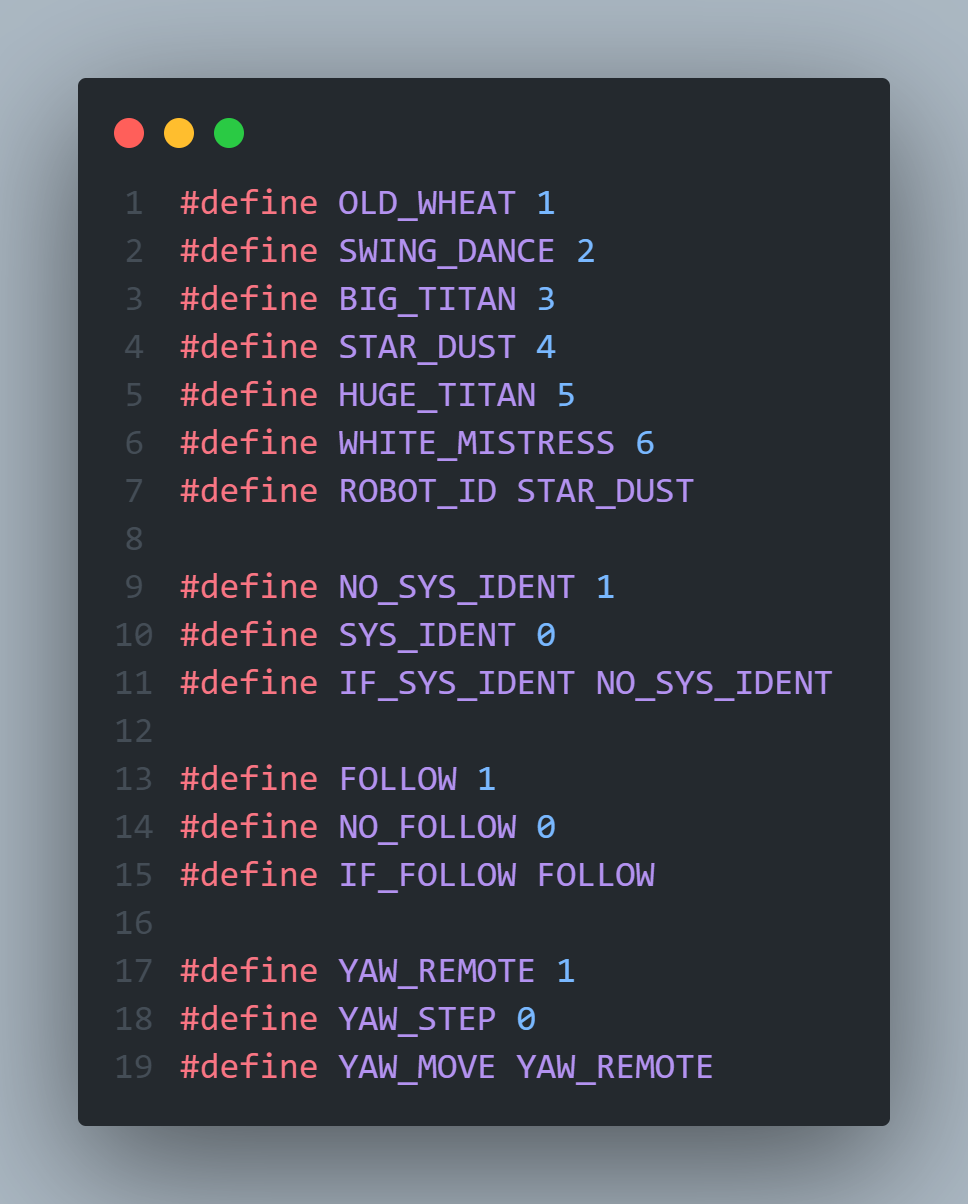 1 #define OLD_WHEAT 1
2 #define SWING_DANCE 2
3 #define BIG_TITAN 3
4 #define STAR_DUST 4
5 #define HUGE_TITAN 5
6 #define WHITE_MISTRESS 6
7 #define ROBOT_ID STAR_DUST
8
9 #define NO_SYS_IDENT 1
10 #define SYS_IDENT 0
11 #define IF_SYS_IDENT NO_SYS_IDENT
12
13 #define FOLLOW 1
14 #define NO_FOLLOW 0
15 #define IF_FOLLOW FOLLOW
16
17 #define YAW_REMOTE 1
18 #define YAW_STEP 0
19 #define YAW_MOVE YAW_REMOTE